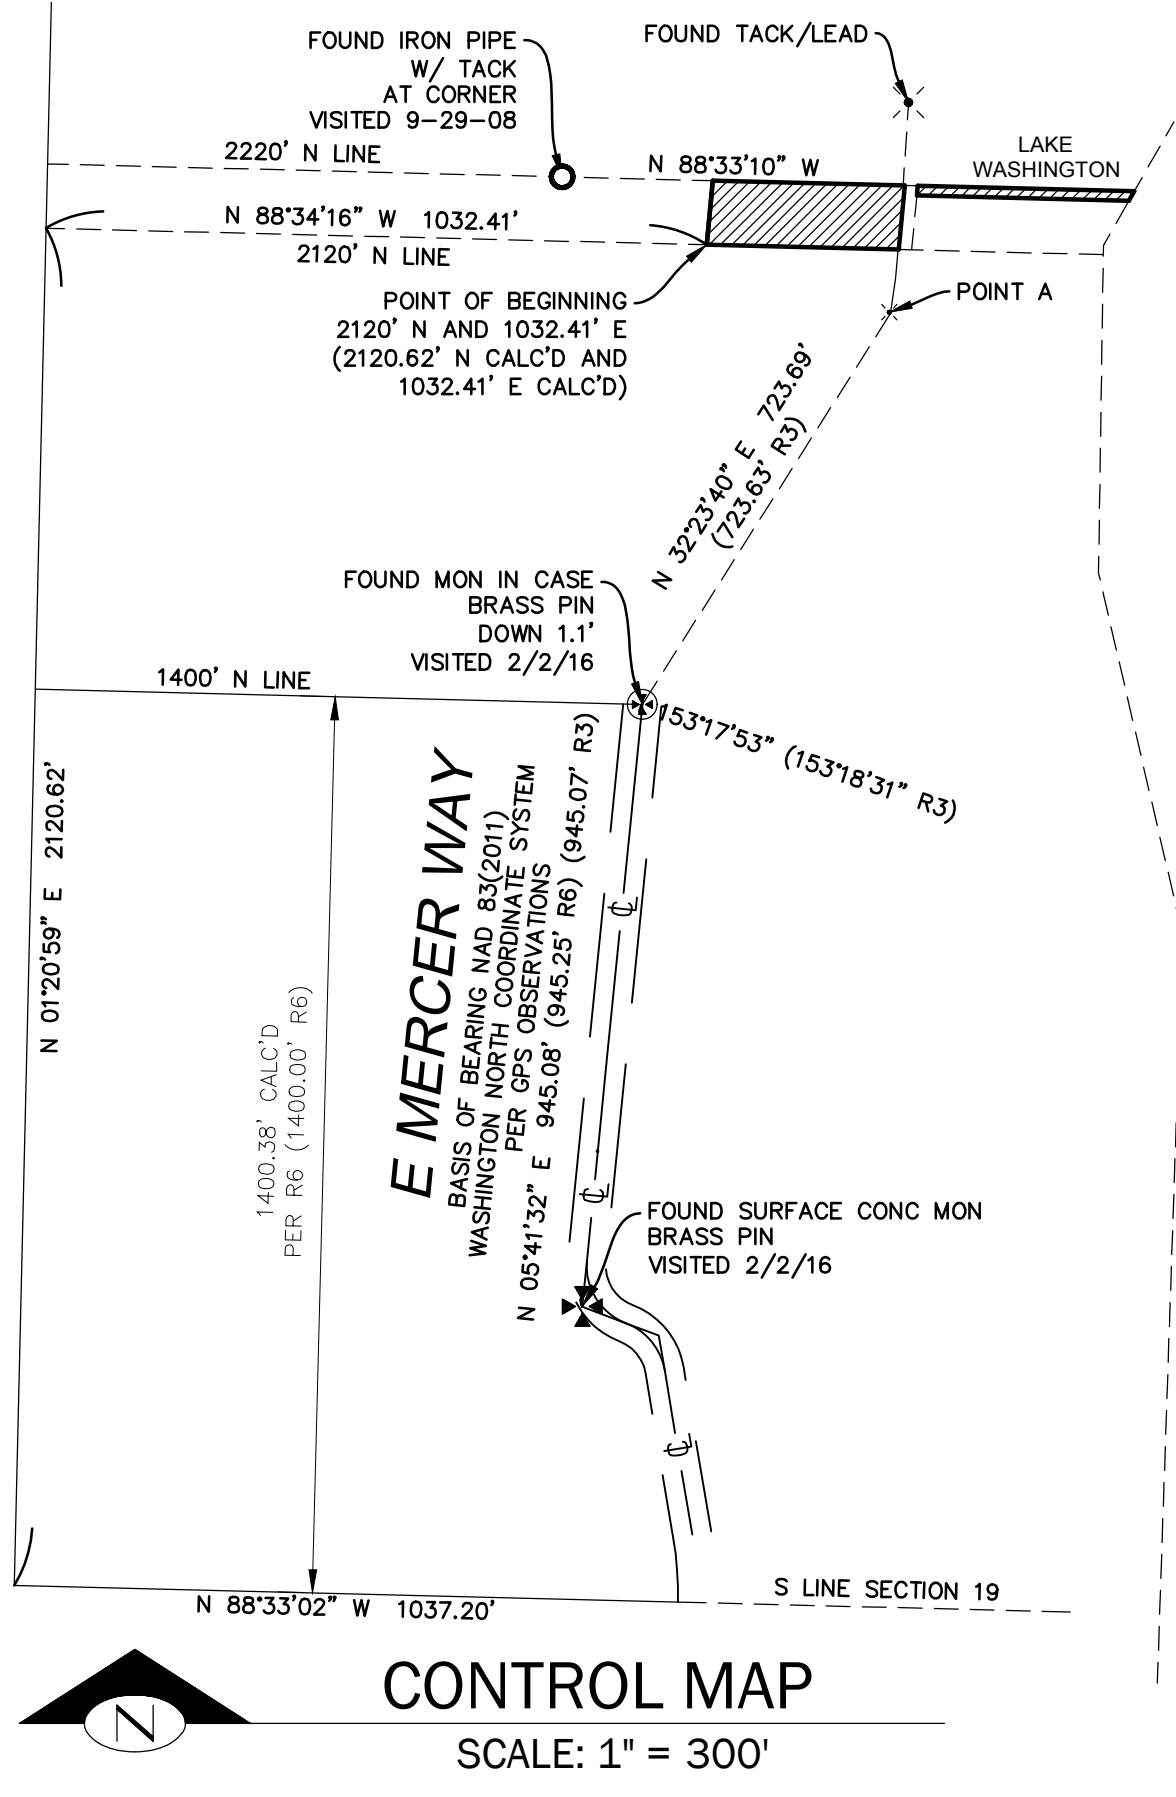 FOUND IRON PIPE
W/ TACK
AT CORNER
VISITED 9-29-08
FOUND TACK/LEAD
LAKE
WASHINGTON
2220' N LINE
N 88°33'10" W
N 88°34'16" W 1032.41'
2120' N LINE
POINT OF BEGINNING
2120' N AND 1032.41' E
(2120.62' N CALC'D AND
1032.41' E CALC'D)
POINT A
N 32°23'40" E 723.69'
(723.63' R3)
FOUND MON IN CASE
BRASS PIN
DOWN 1.1'
VISITED 2/2/16
1400' N LINE
153°17'53" (153°18'31" R3)
N 01°20'59" E 2120.62'
1400.38' CALC'D
PER R6 (1400.00' R6)
E MERCER WAY
BASIS OF BEARING NAD 83(2011)
WASHINGTON NORTH COORDINATE SYSTEM
PER GPS OBSERVATIONS
N 05°41'32" E 945.08' (945.25' R6) (945.07' R3)
℄
℄
FOUND SURFACE CONC MON
BRASS PIN
VISITED 2/2/16
℄
S LINE SECTION 19
N 88°33'02" W 1037.20'
N
CONTROL MAP
SCALE: 1" = 300'